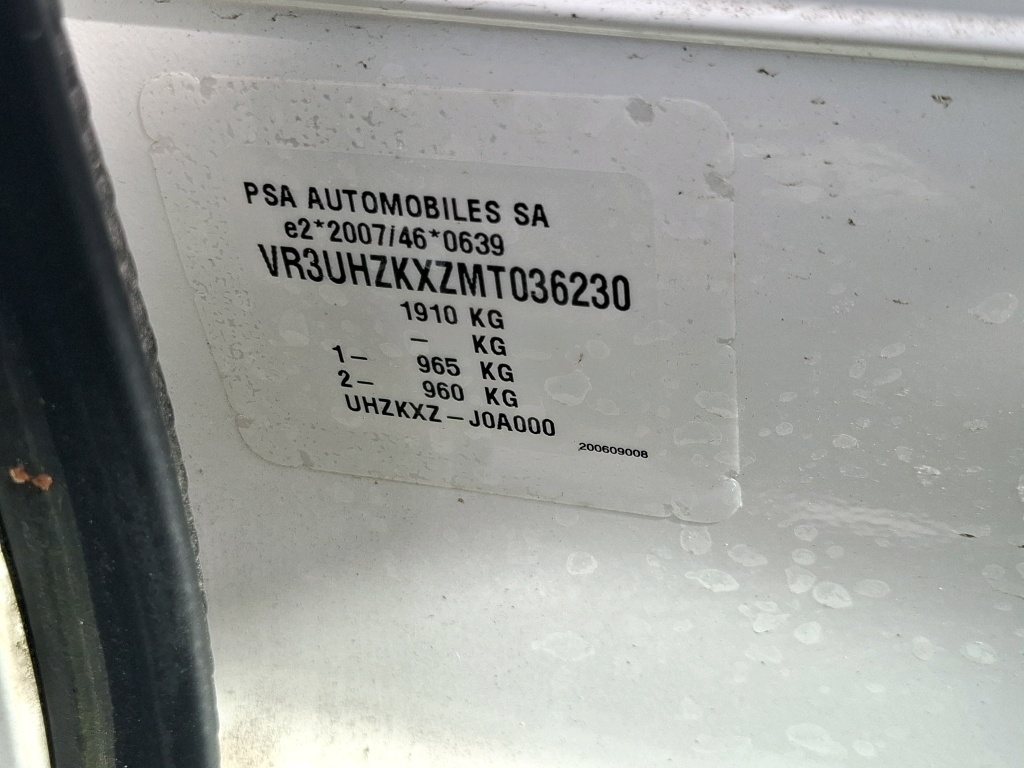 PSA AUTOMOBILES SA
e2*2007/46*0639
VR3UHZKXZMT036230
1910 KG
– KG
1– 965 KG
2– 960 KG
UHZKXZ–J0A000
200609008